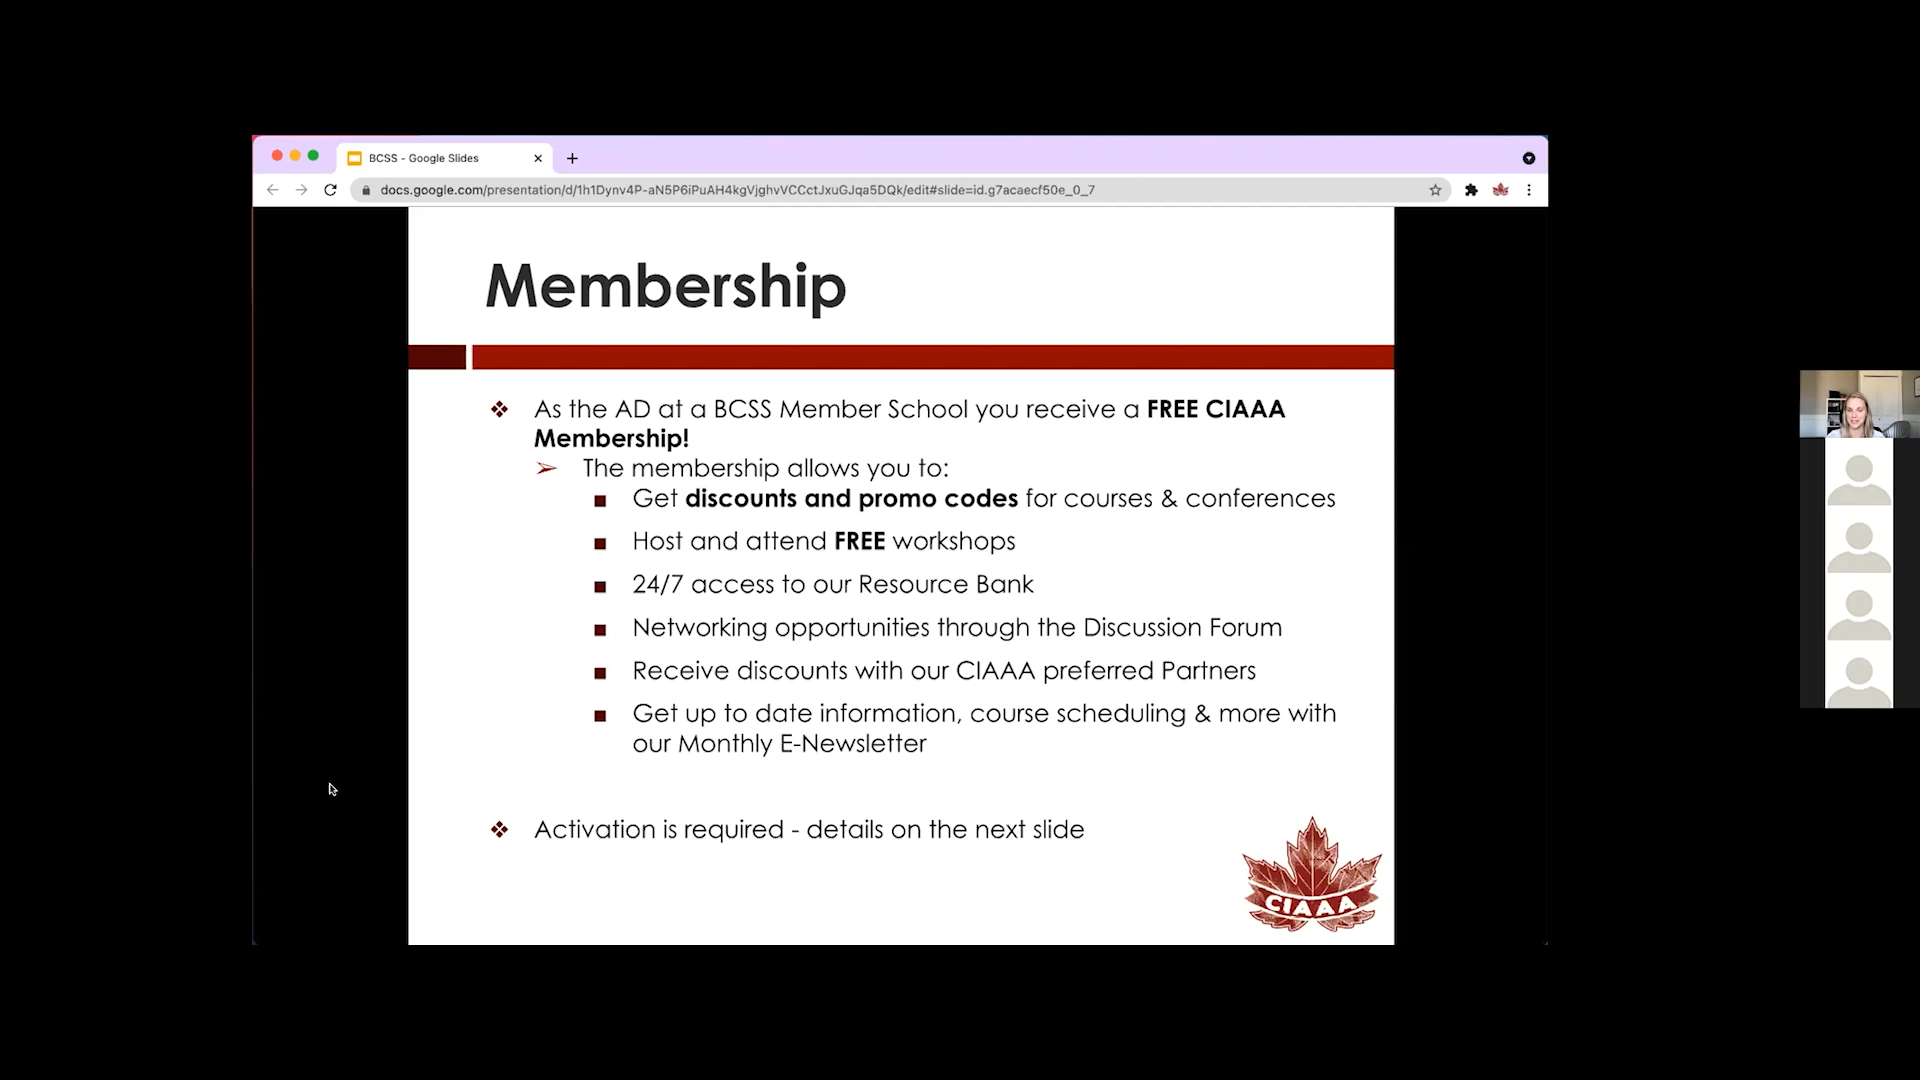 BCSS - Google Slides
docs.google.com/presentation/d/1h1Dynv4P-aN5P6iPuAH4kgVjghvVCCctJxuGJqa5DQk/edit#slide=id.g7acaecf50e_0_7
Membership
As the AD at a BCSS Member School you receive a FREE CIAAA
Membership!
The membership allows you to:
Get discounts and promo codes for courses & conferences
Host and attend FREE workshops
24/7 access to our Resource Bank
Networking opportunities through the Discussion Forum
Receive discounts with our CIAAA preferred Partners
Get up to date information, course scheduling & more with
our Monthly E-Newsletter
Activation is required - details on the next slide
CIAAA